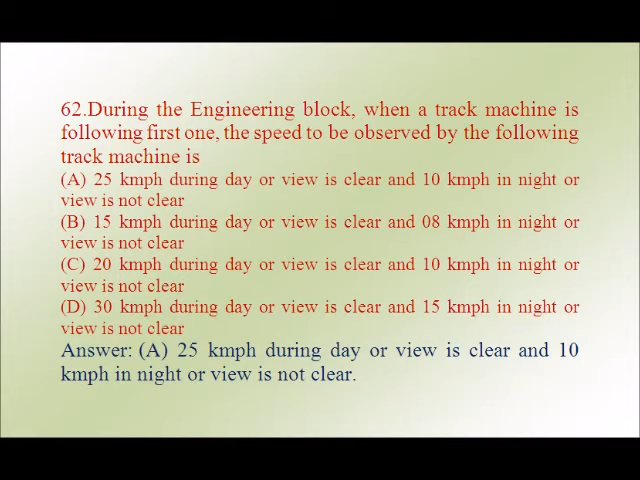 62.During the Engineering block, when a track machine is
following first one, the speed to be observed by the following
track machine is
(A) 25 kmph during day or view is clear and 10 kmph in night or
view is not clear
(B) 15 kmph during day or view is clear and 08 kmph in night or
view is not clear
(C) 20 kmph during day or view is clear and 10 kmph in night or
view is not clear
(D) 30 kmph during day or view is clear and 15 kmph in night or
view is not clear
Answer: (A) 25 kmph during day or view is clear and 10
kmph in night or view is not clear.